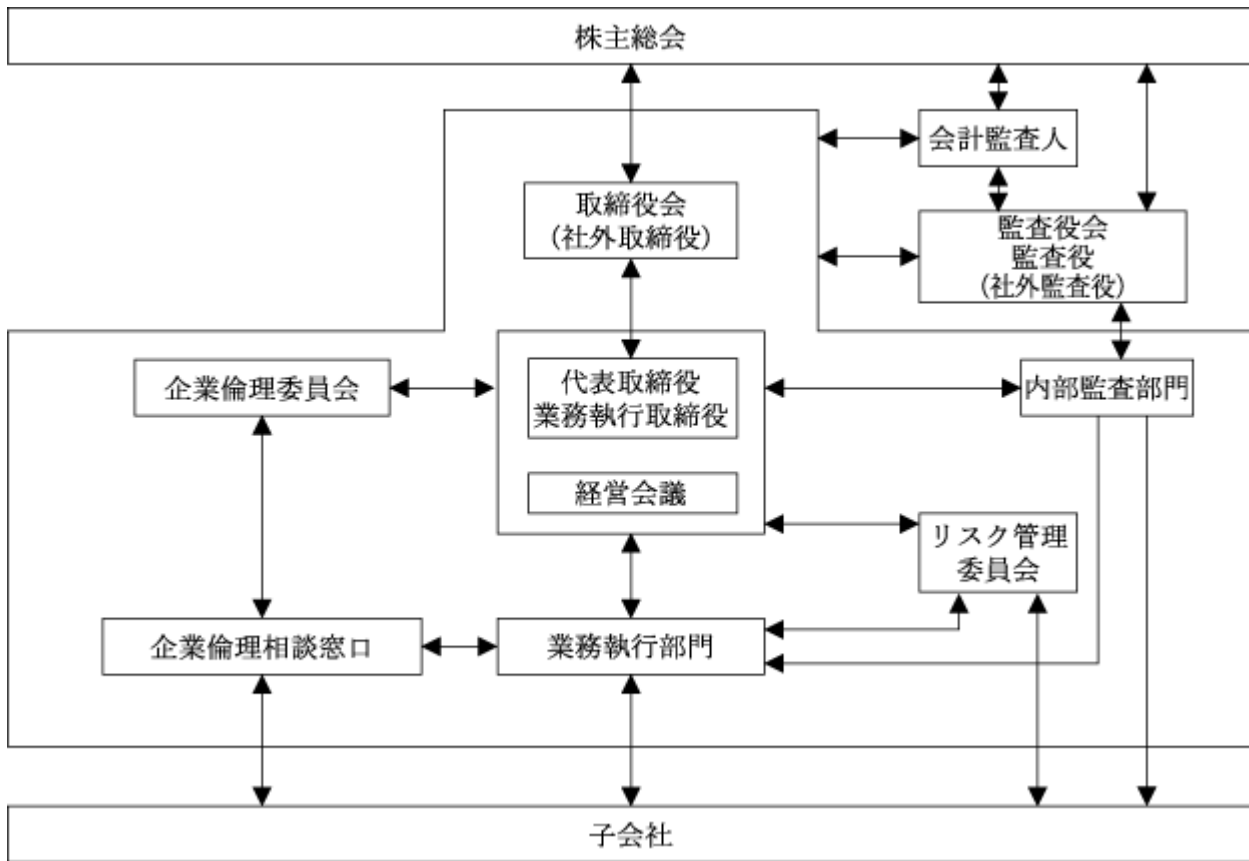 株主総会
会計監査人
取締役会
(社外取締役)
監査役会
監査役
(社外監査役)
企業倫理委員会
代表取締役
業務執行取締役
内部監査部門
経営会議
リスク管理
委員会
企業倫理相談窓口
業務執行部門
子会社